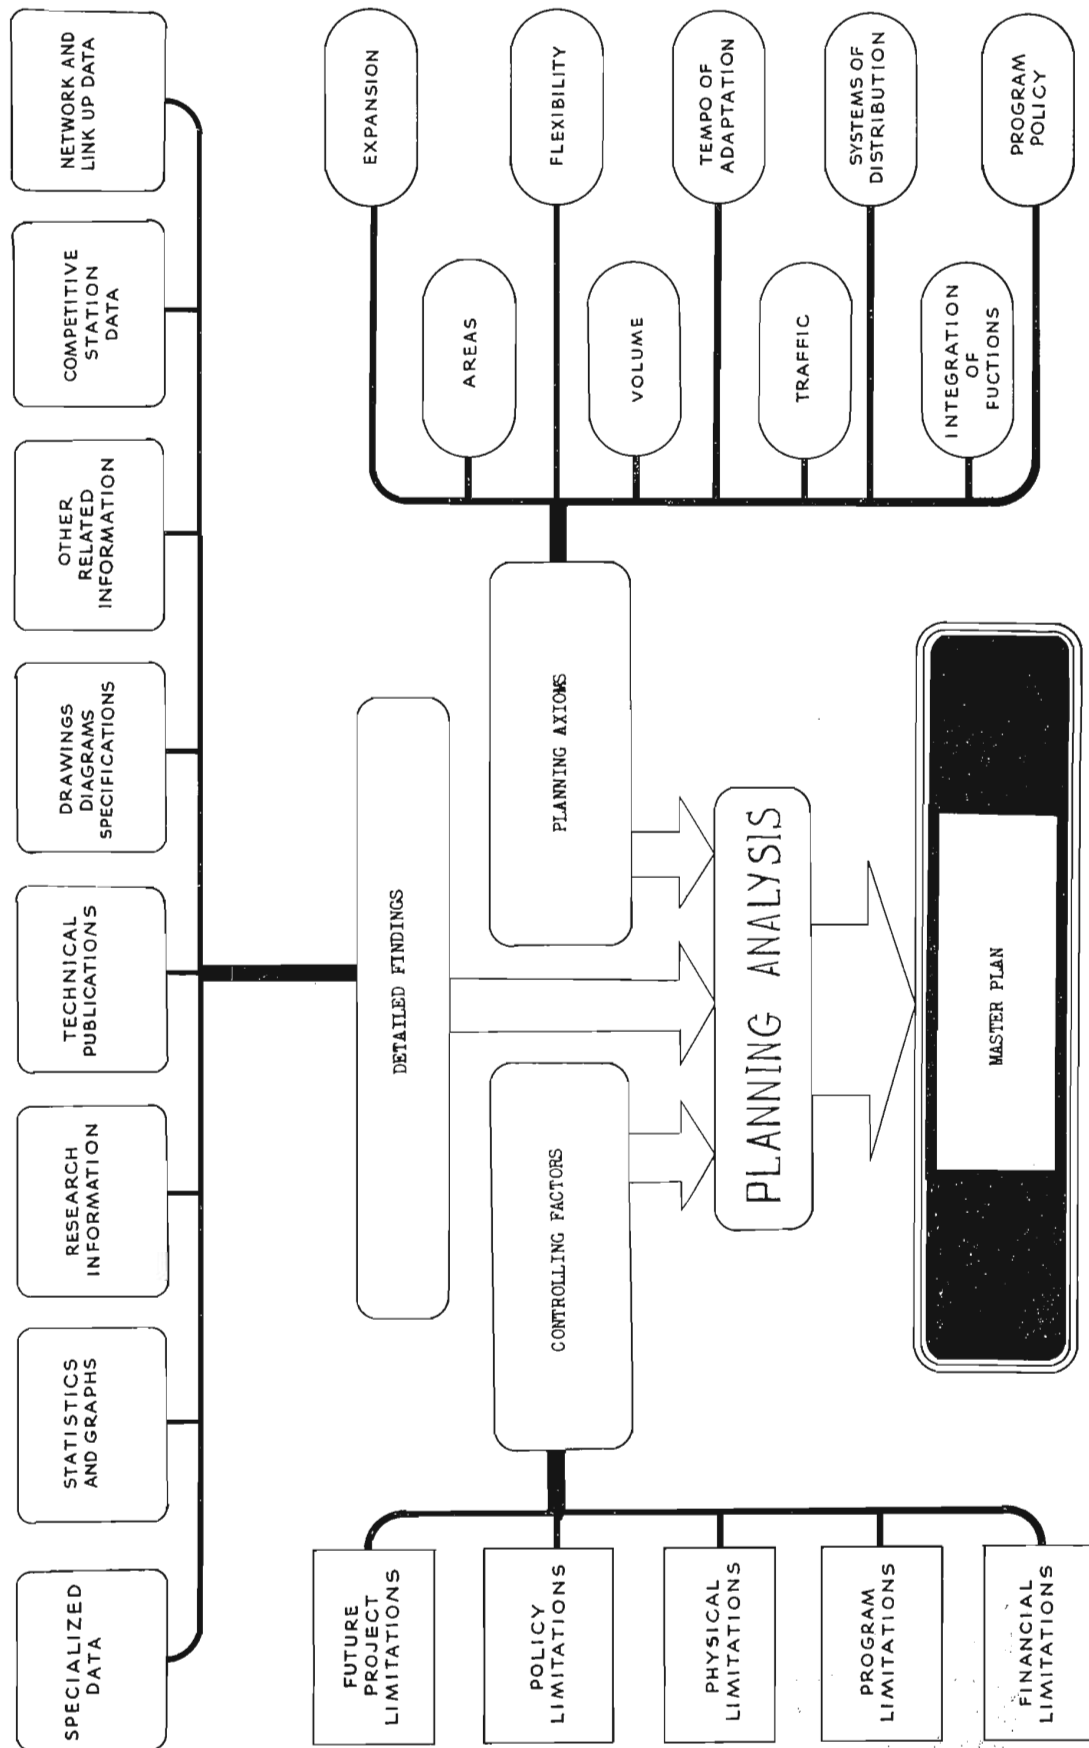 SPECIALIZED
DATA
STATISTICS
AND GRAPHS
RESEARCH
INFORMATION
TECHNICAL
PUBLICATIONS
DRAWINGS
DIAGRAMS
SPECIFICATIONS
OTHER
RELATED
INFORMATION
COMPETITIVE
STATION
DATA
NETWORK AND
LINK UP DATA
DETAILED FINDINGS
FUTURE
PROJECT
LIMITATIONS
POLICY
LIMITATIONS
PHYSICAL
LIMITATIONS
PROGRAM
LIMITATIONS
FINANCIAL
LIMITATIONS
CONTROLLING FACTORS
PLANNING AXIOMS
EXPANSION
AREAS
FLEXIBILITY
VOLUME
TEMPO OF
ADAPTATION
TRAFFIC
SYSTEMS OF
DISTRIBUTION
INTEGRATION
OF
FUCTIONS
PROGRAM
POLICY
PLANNING ANALYSIS
MASTER PLAN